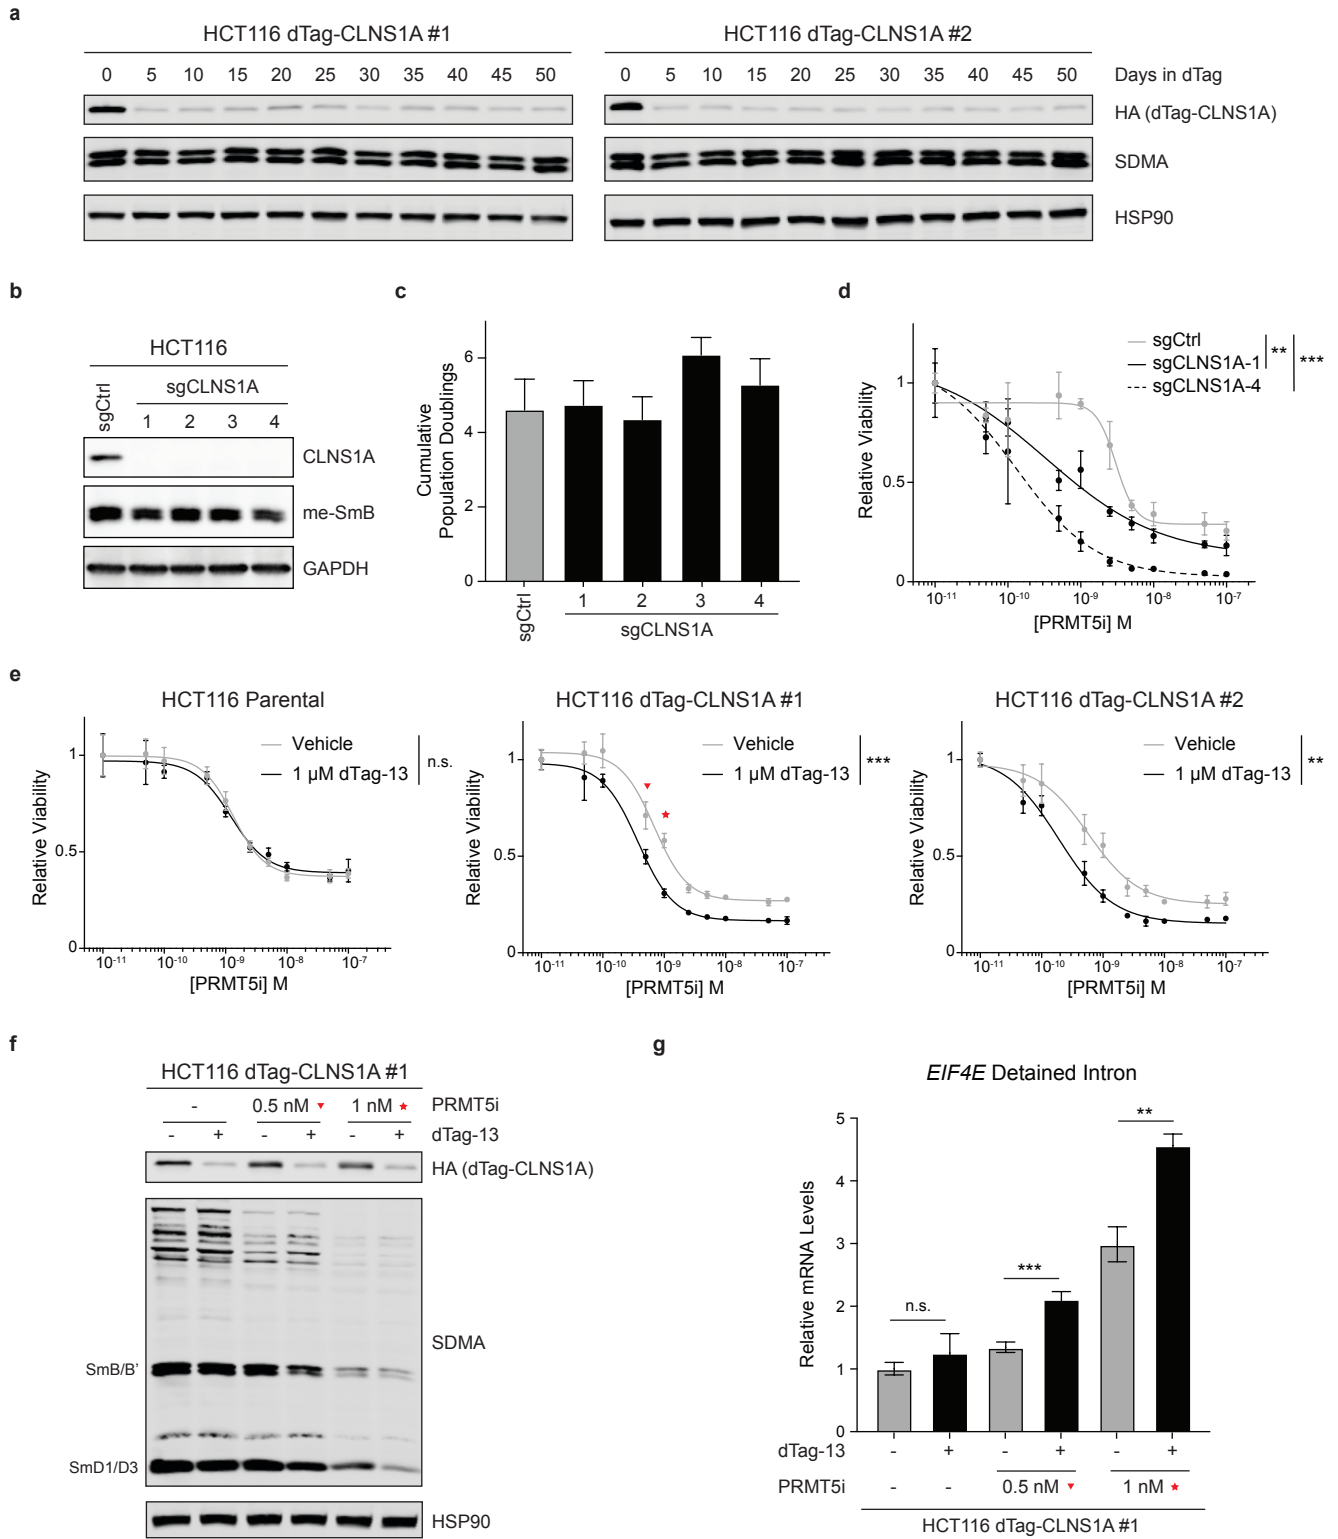 a
HCT116 dTag-CLNS1A #1
HCT116 dTag-CLNS1A #2
0 5 10 15 20 25 30 35 40 45 50
0 5 10 15 20 25 30 35 40 45 50
Days in dTag
HA (dTag-CLNS1A)
SDMA
HSP90
b
HCT116
sgCtrl
sgCLNS1A
1 2 3 4
CLNS1A
me-SmB
GAPDH
c
Cumulative
Population Doublings
6
4
2
0
sgCtrl
1 2 3 4
sgCLNS1A
d
sgCtrl
sgCLNS1A-1
sgCLNS1A-4
**
***
Relative Viability
1
0.5
0
10-11 10-10 10-9 10-8 10-7
[PRMT5i] M
e
HCT116 Parental
Vehicle
1 µM dTag-13
n.s.
Relative Viability
1
0.5
0
10-11 10-10 10-9 10-8 10-7
[PRMT5i] M
HCT116 dTag-CLNS1A #1
Vehicle
1 µM dTag-13
***
Relative Viability
1
0.5
0
10-11 10-10 10-9 10-8 10-7
[PRMT5i] M
HCT116 dTag-CLNS1A #2
Vehicle
1 µM dTag-13
**
Relative Viability
1
0.5
0
10-11 10-10 10-9 10-8 10-7
[PRMT5i] M
f
HCT116 dTag-CLNS1A #1
- 0.5 nM ▼ 1 nM ★ PRMT5i
- + - + - + dTag-13
HA (dTag-CLNS1A)
SDMA
SmB/B'
SmD1/D3
HSP90
g
EIF4E Detained Intron
Relative mRNA Levels
5
4
3
2
1
0
n.s.
***
**
dTag-13 - + - + - +
PRMT5i - - 0.5 nM ▼ 1 nM ★
HCT116 dTag-CLNS1A #1